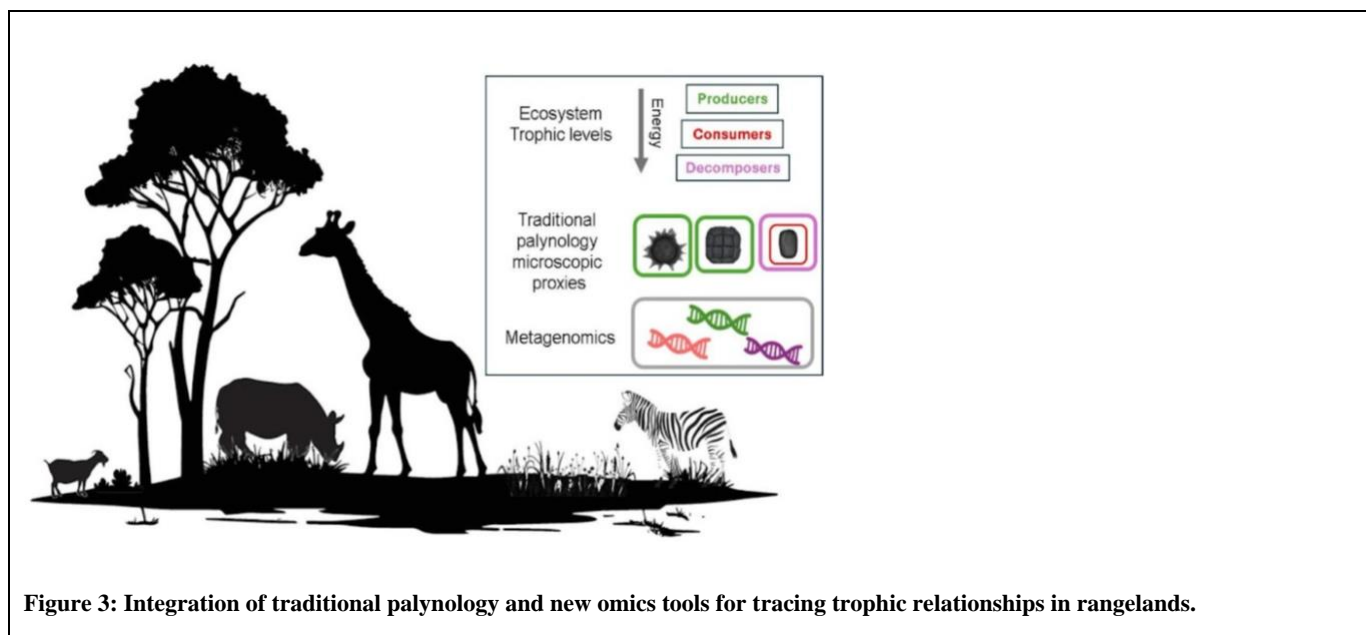 Ecosystem
Trophic levels
Energy
Producers
Consumers
Decomposers
Traditional
palynology
microscopic
proxies
Metagenomics
Figure 3: Integration of traditional palynology and new omics tools for tracing trophic relationships in rangelands.